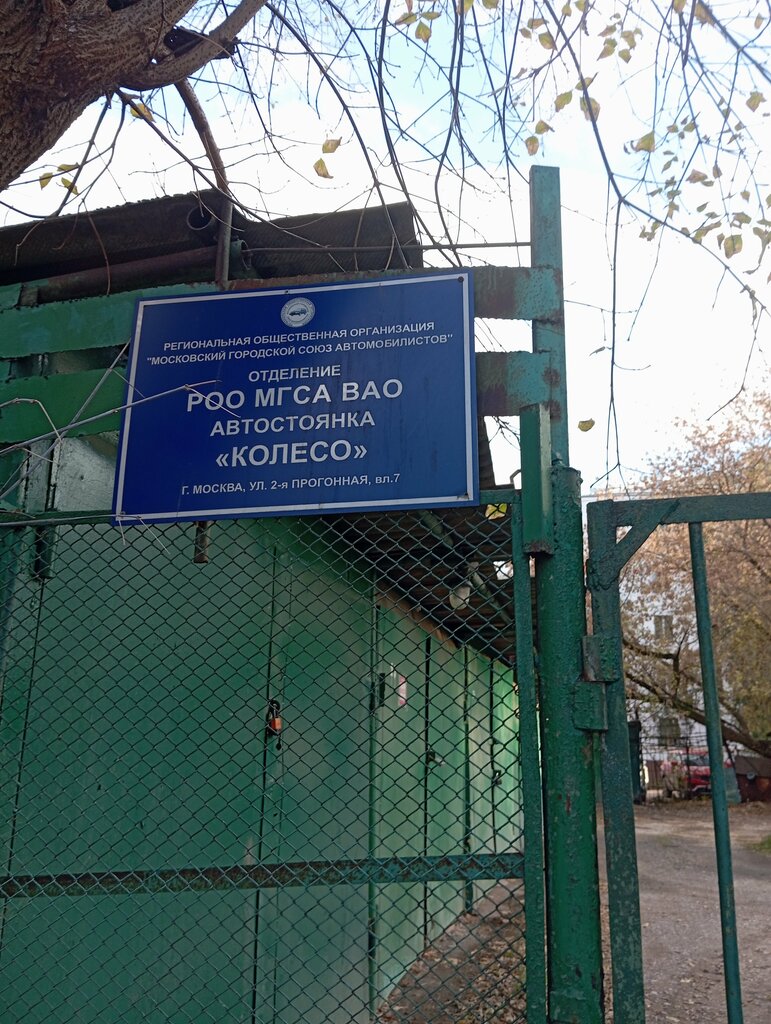 РЕГИОНАЛЬНАЯ ОБЩЕСТВЕННАЯ ОРГАНИЗАЦИЯ
"МОСКОВСКИЙ ГОРОДСКОЙ СОЮЗ АВТОМОБИЛИСТОВ"
ОТДЕЛЕНИЕ
РОО МГСА ВАО
АВТОСТОЯНКА
«КОЛЕСО»
Г. МОСКВА, УЛ. 2-я ПРОГОННАЯ, вл.7